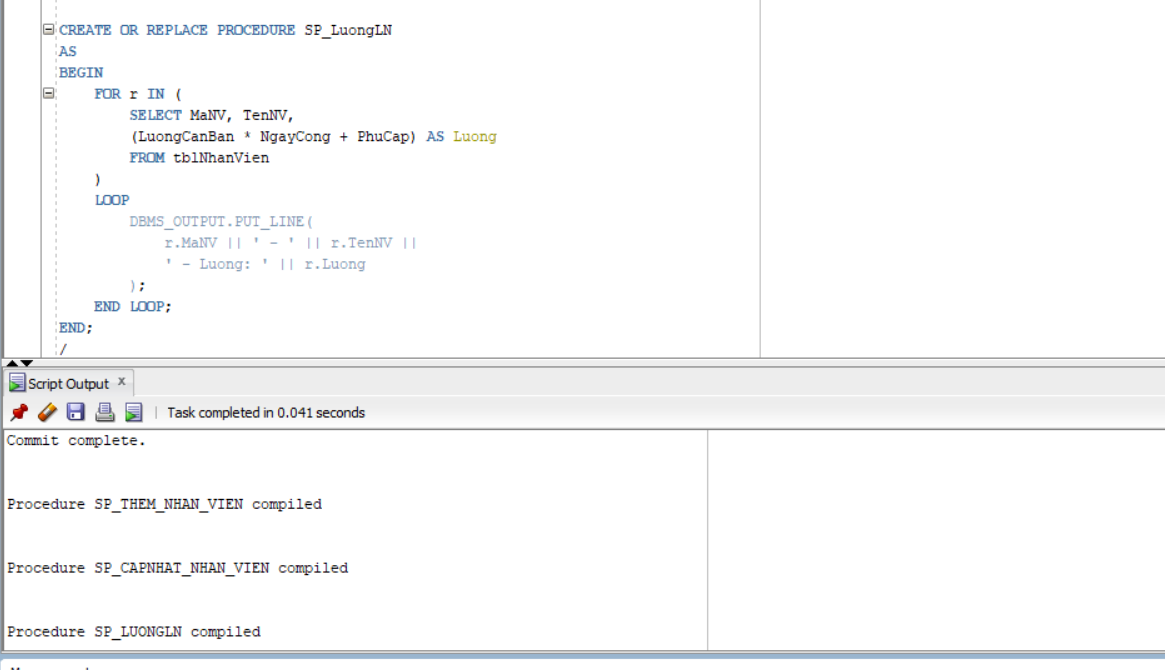 CREATE OR REPLACE PROCEDURE SP_LuongLN
AS
BEGIN
FOR r IN (
SELECT MaNV, TenNV,
(LuongCanBan * NgayCong + PhuCap) AS Luong
FROM tblNhanVien
)
LOOP
DBMS_OUTPUT.PUT_LINE(
r.MaNV || ' - ' || r.TenNV ||
' - Luong: ' || r.Luong
);
END LOOP;
END;
/
Script Output x
Task completed in 0.041 seconds
Commit complete.
Procedure SP_THEM_NHAN_VIEN compiled
Procedure SP_CAPNHAT_NHAN_VIEN compiled
Procedure SP_LUONGLN compiled